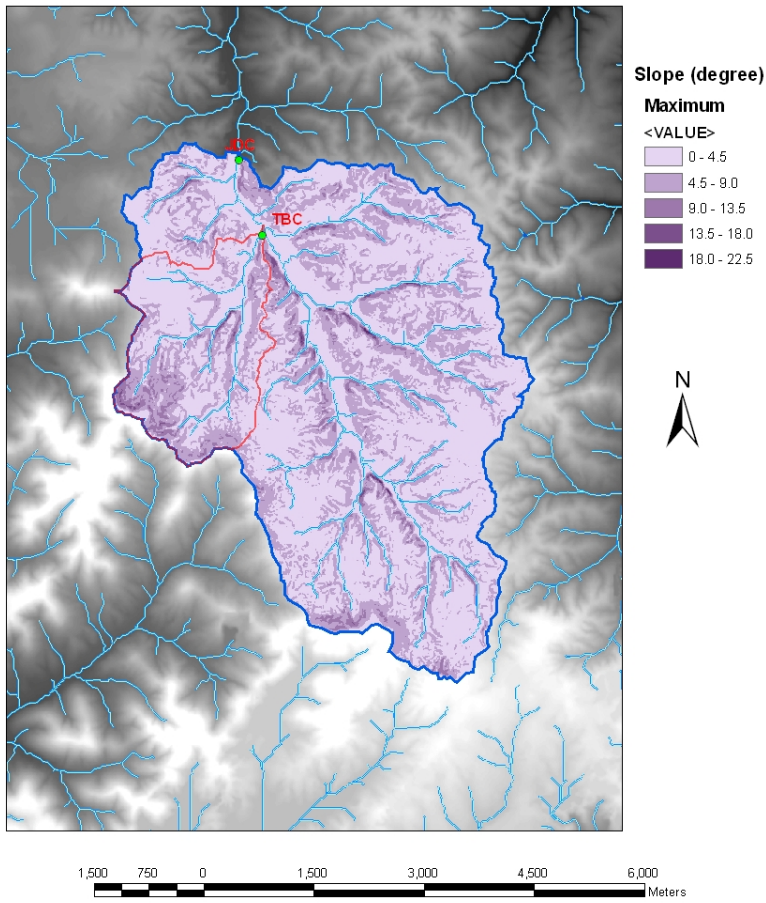 JDC
TBC
Slope (degree)
Maximum
<VALUE>
0 - 4.5
4.5 - 9.0
9.0 - 13.5
13.5 - 18.0
18.0 - 22.5
N
1,500 750 0 1,500 3,000 4,500 6,000
Meters